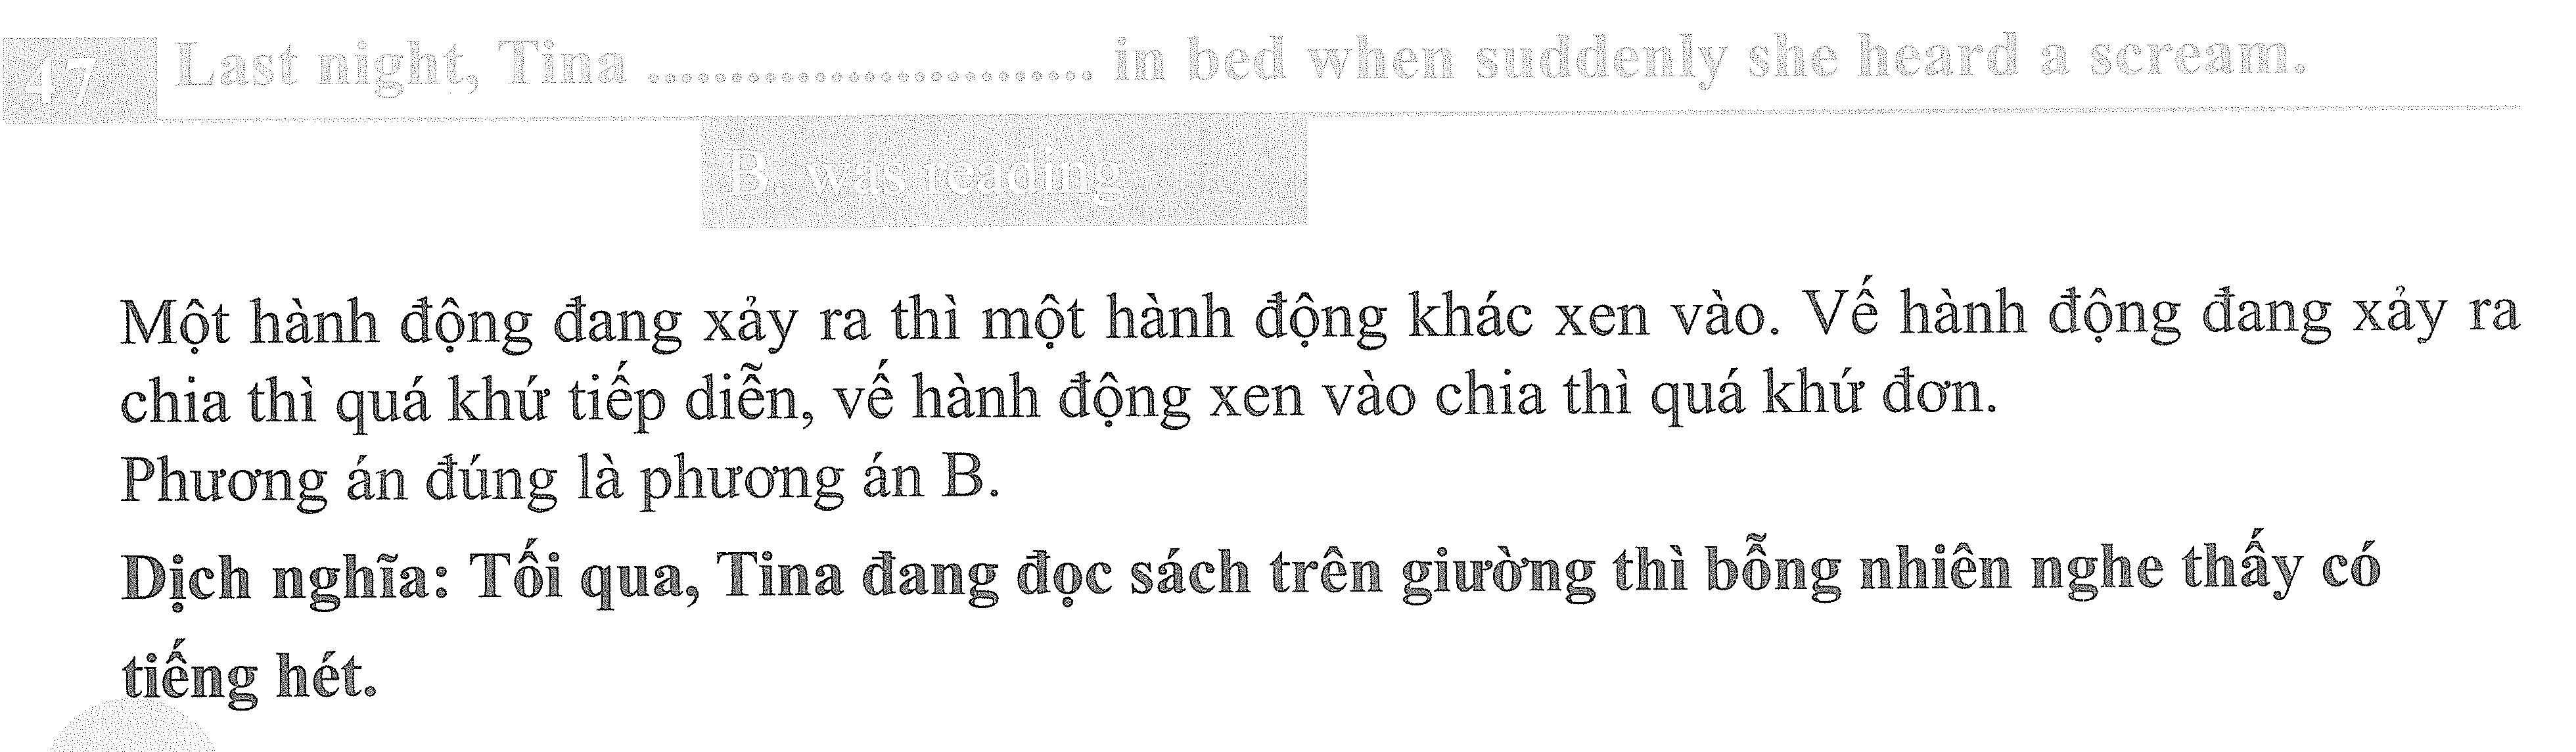 47 Last night, Tina ........................... in bed when suddenly she heard a scream.
B. was reading
Một hành động đang xảy ra thì một hành động khác xen vào. Vế hành động đang xảy ra
chia thì quá khứ tiếp diễn, vế hành động xen vào chia thì quá khứ đơn.
Phương án đúng là phương án B.
Dịch nghĩa: Tối qua, Tina đang đọc sách trên giường thì bỗng nhiên nghe thấy có
tiếng hét.